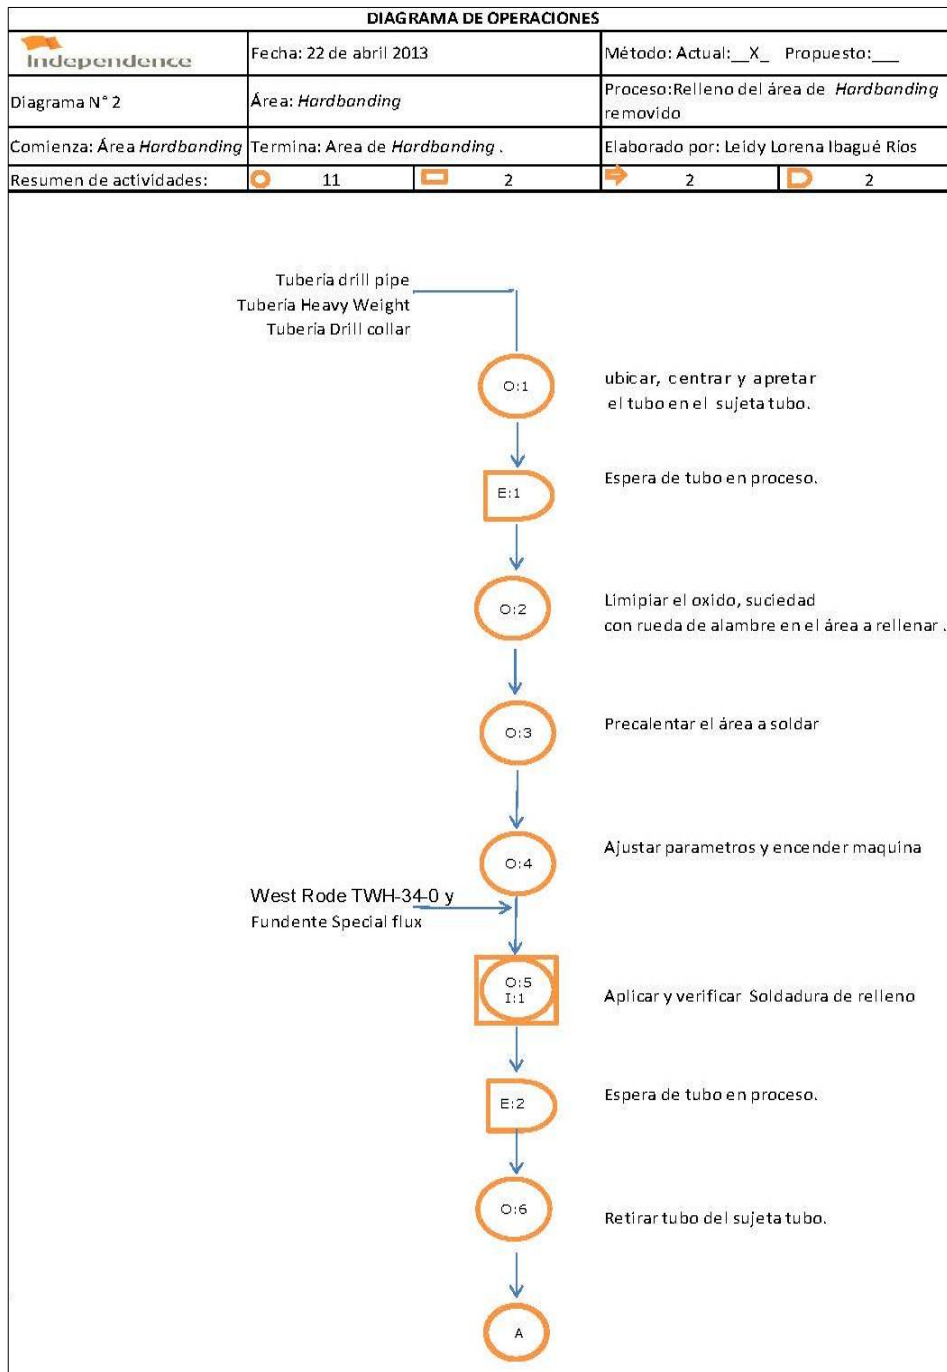 DIAGRAMA DE OPERACIONES
Independence
Fecha: 22 de abril 2013
Método: Actual:__X_ Propuesto:___
Diagrama N° 2
Área: Hardbanding
Proceso:Relleno del área de Hardbanding
removido
Comienza: Área Hardbanding
Termina: Area de Hardbanding .
Elaborado por: Leidy Lorena Ibagué Ríos
Resumen de actividades:
11
2
2
2
Tubería drill pipe
Tubería Heavy Weight
Tubería Drill collar
O:1
ubicar, centrar y apretar
el tubo en el sujeta tubo.
E:1
Espera de tubo en proceso.
O:2
Limipiar el oxido, suciedad
con rueda de alambre en el área a rellenar .
O:3
Precalentar el área a soldar
O:4
Ajustar parametros y encender maquina
West Rode TWH-34-0 y
Fundente Special flux
O:5
I:1
Aplicar y verificar Soldadura de relleno
E:2
Espera de tubo en proceso.
O:6
Retirar tubo del sujeta tubo.
A